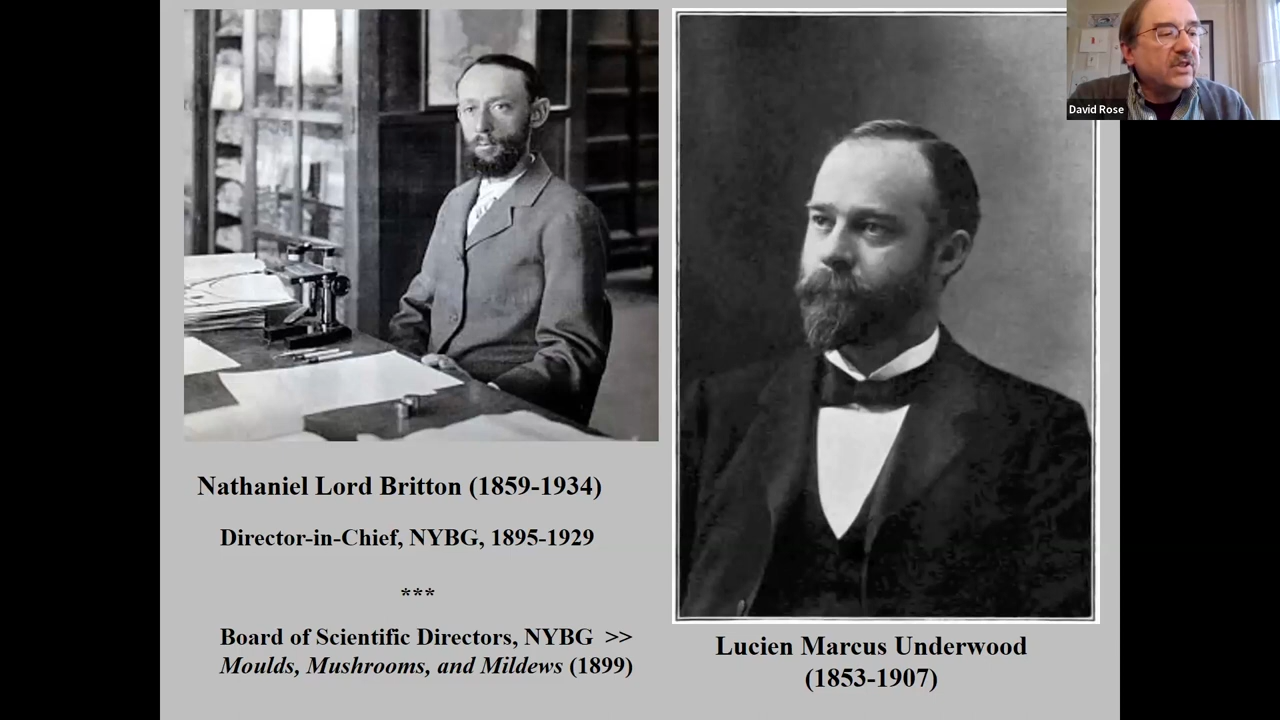 David Rose
Nathaniel Lord Britton (1859-1934)
Director-in-Chief, NYBG, 1895-1929
***
Board of Scientific Directors, NYBG >>
Moulds, Mushrooms, and Mildews (1899)
Lucien Marcus Underwood
(1853-1907)